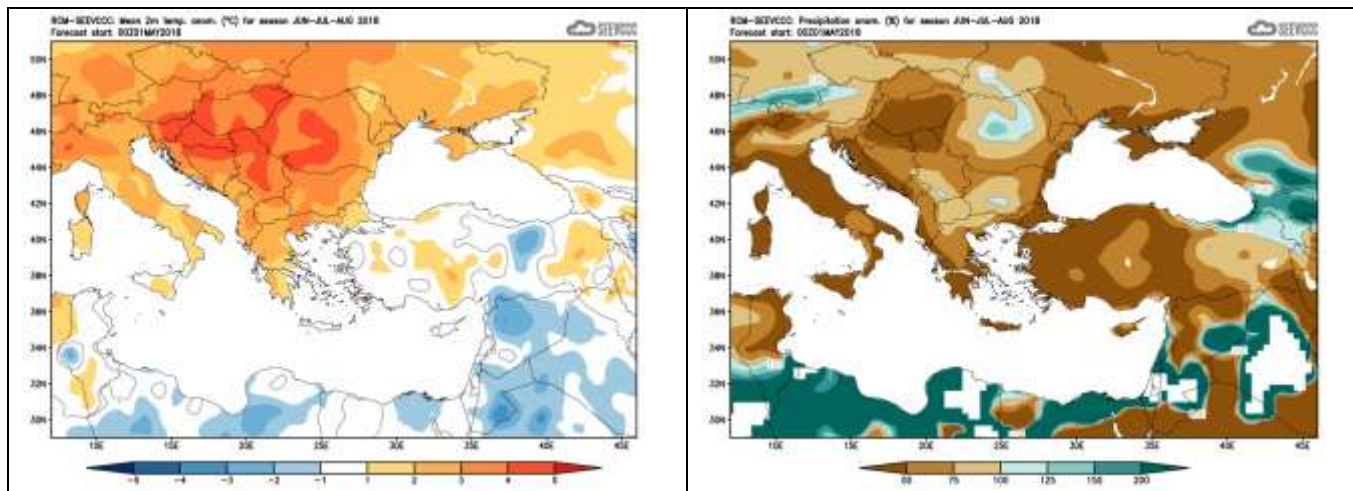 RCM-SEEVCCC: Mean 2m temp. anom. (°C) for season JUN-JUL-AUG 2018
Forecast start: 00Z01MAY2018
SEEVCCC
50N
48N
46N
44N
42N
40N
38N
36N
34N
32N
30N
10E 15E 20E 25E 30E 35E 40E 45E
-5 -4 -3 -2 -1 1 2 3 4 5
RCM-SEEVCCC: Precipitation anom. (%) for season JUN-JUL-AUG 2018
Forecast start: 00Z01MAY2018
SEEVCCC
50N
48N
46N
44N
42N
40N
38N
36N
34N
32N
30N
10E 15E 20E 25E 30E 35E 40E 45E
75 100 125 150 200